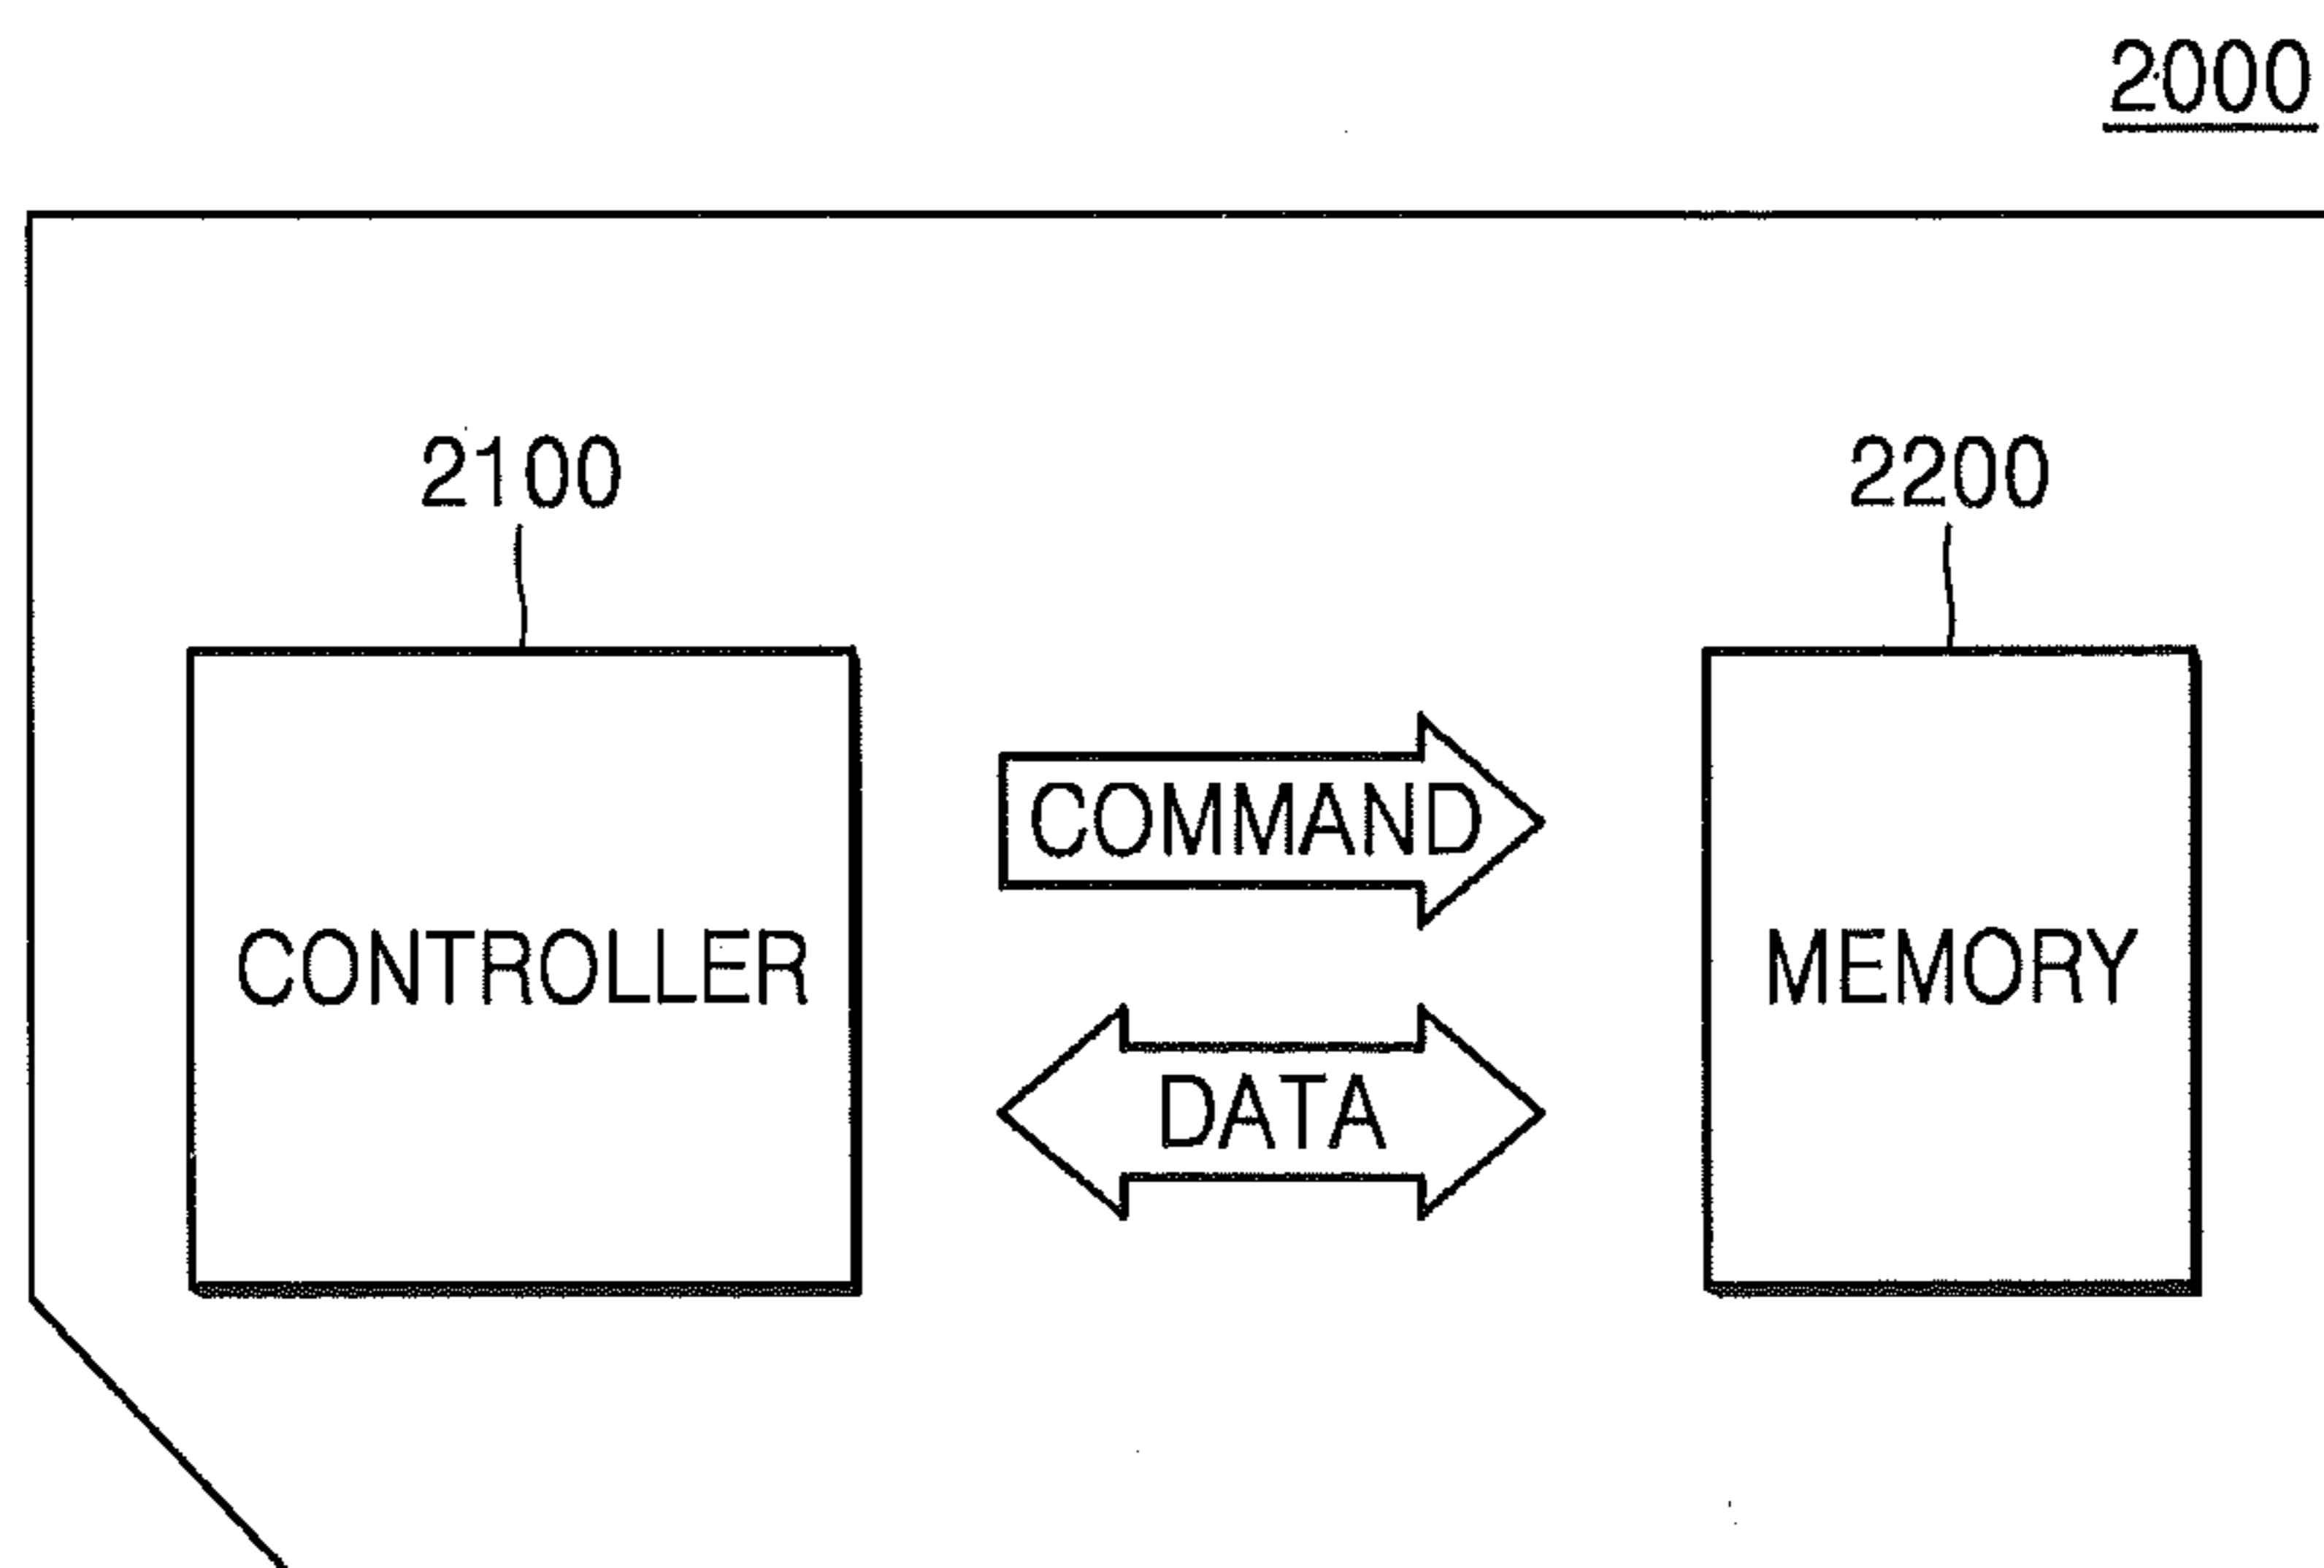 2000
2100
2200
COMMAND
CONTROLLER
MEMORY
DATA